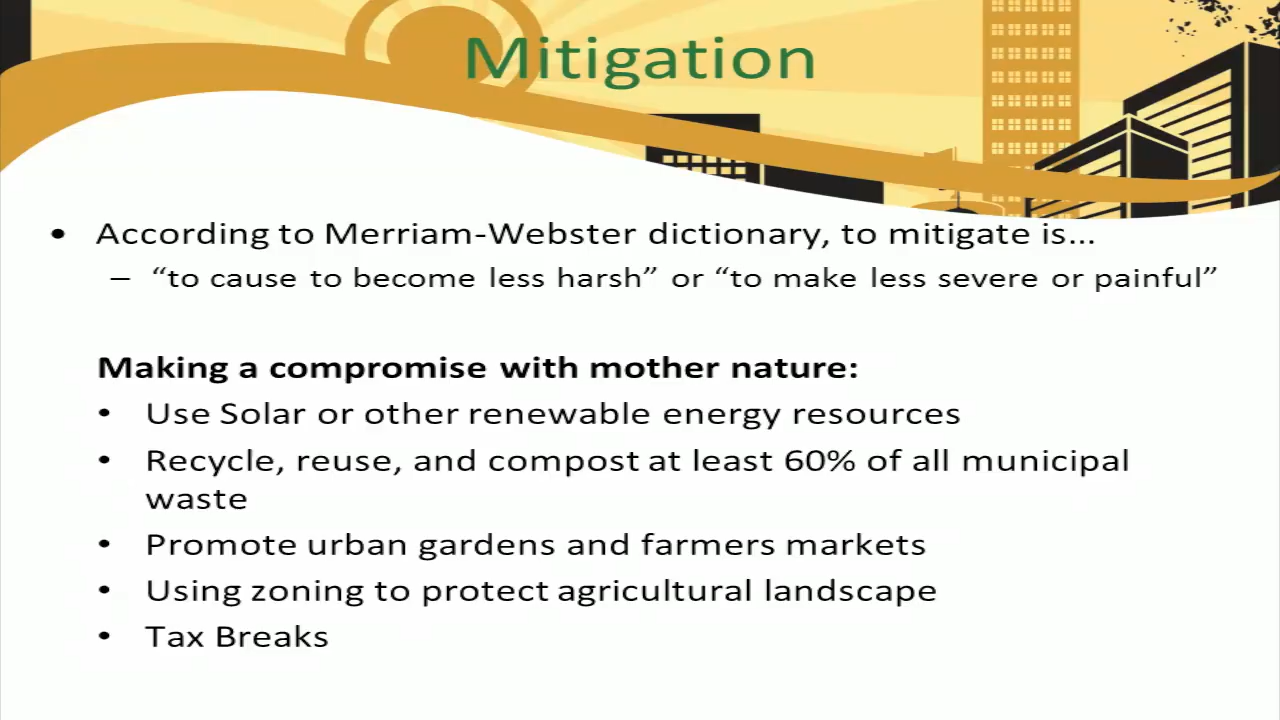 Mitigation
• According to Merriam-Webster dictionary, to mitigate is...
– “to cause to become less harsh” or “to make less severe or painful”
Making a compromise with mother nature:
• Use Solar or other renewable energy resources
• Recycle, reuse, and compost at least 60% of all municipal
waste
• Promote urban gardens and farmers markets
• Using zoning to protect agricultural landscape
• Tax Breaks